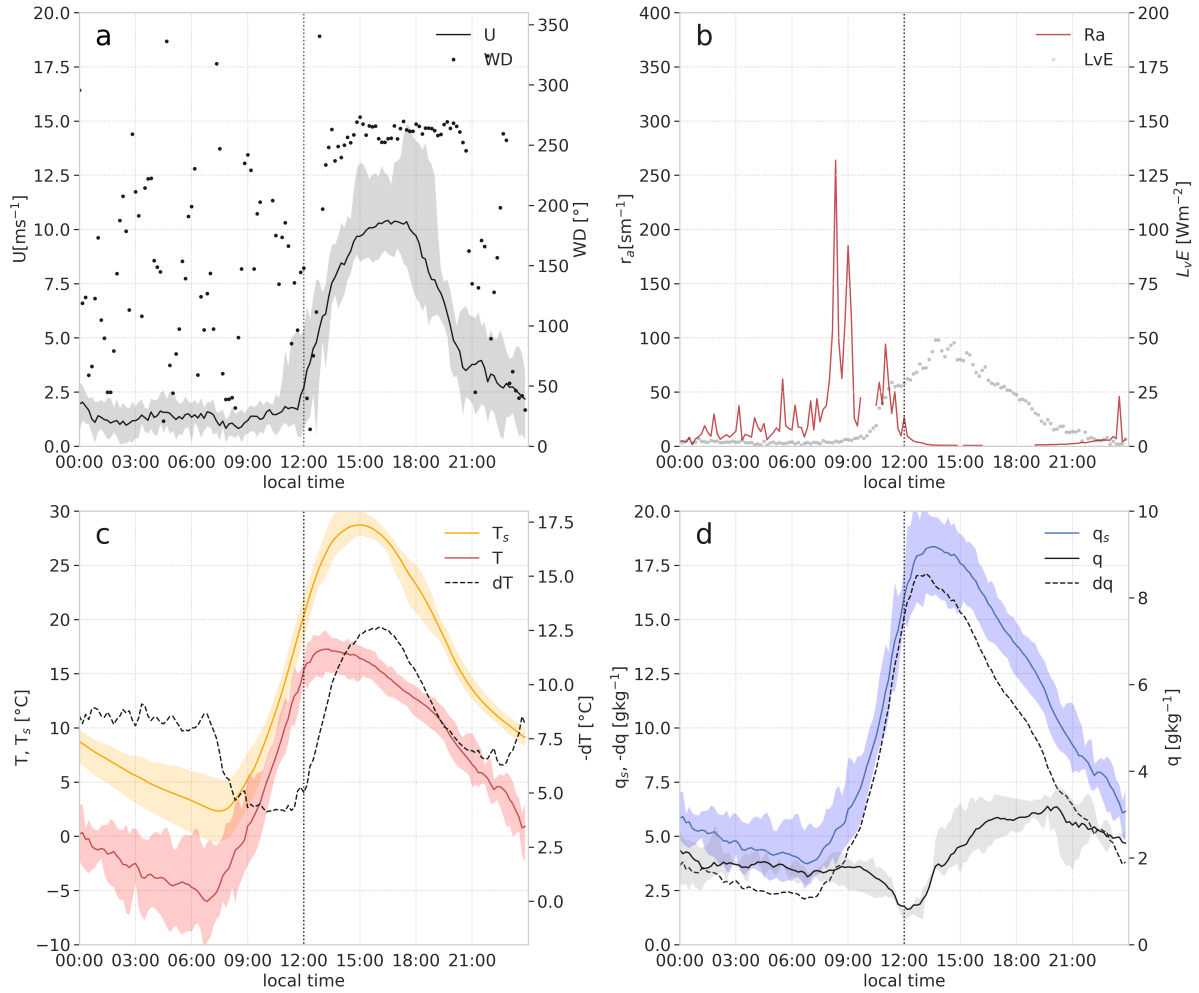 a
U
WD
20.0
17.5
15.0
12.5
10.0
7.5
5.0
2.5
0.0
U[ms⁻¹]
350
300
250
200
150
100
50
0
WD [°]
00:00 03:00 06:00 09:00 12:00 15:00 18:00 21:00
local time
b
Ra
LvE
400
350
300
250
200
150
100
50
0
rₐ[sm⁻¹]
200
175
150
125
100
75
50
25
0
LᵥE [Wm⁻²]
00:00 03:00 06:00 09:00 12:00 15:00 18:00 21:00
local time
c
Tₛ
T
dT
30
25
20
15
10
5
0
−5
−10
T, Tₛ [°C]
17.5
15.0
12.5
10.0
7.5
5.0
2.5
0.0
-dT [°C]
00:00 03:00 06:00 09:00 12:00 15:00 18:00 21:00
local time
d
qₛ
q
dq
20.0
17.5
15.0
12.5
10.0
7.5
5.0
2.5
0.0
qₛ, -dq [gkg⁻¹]
10
8
6
4
2
0
q [gkg⁻¹]
00:00 03:00 06:00 09:00 12:00 15:00 18:00 21:00
local time